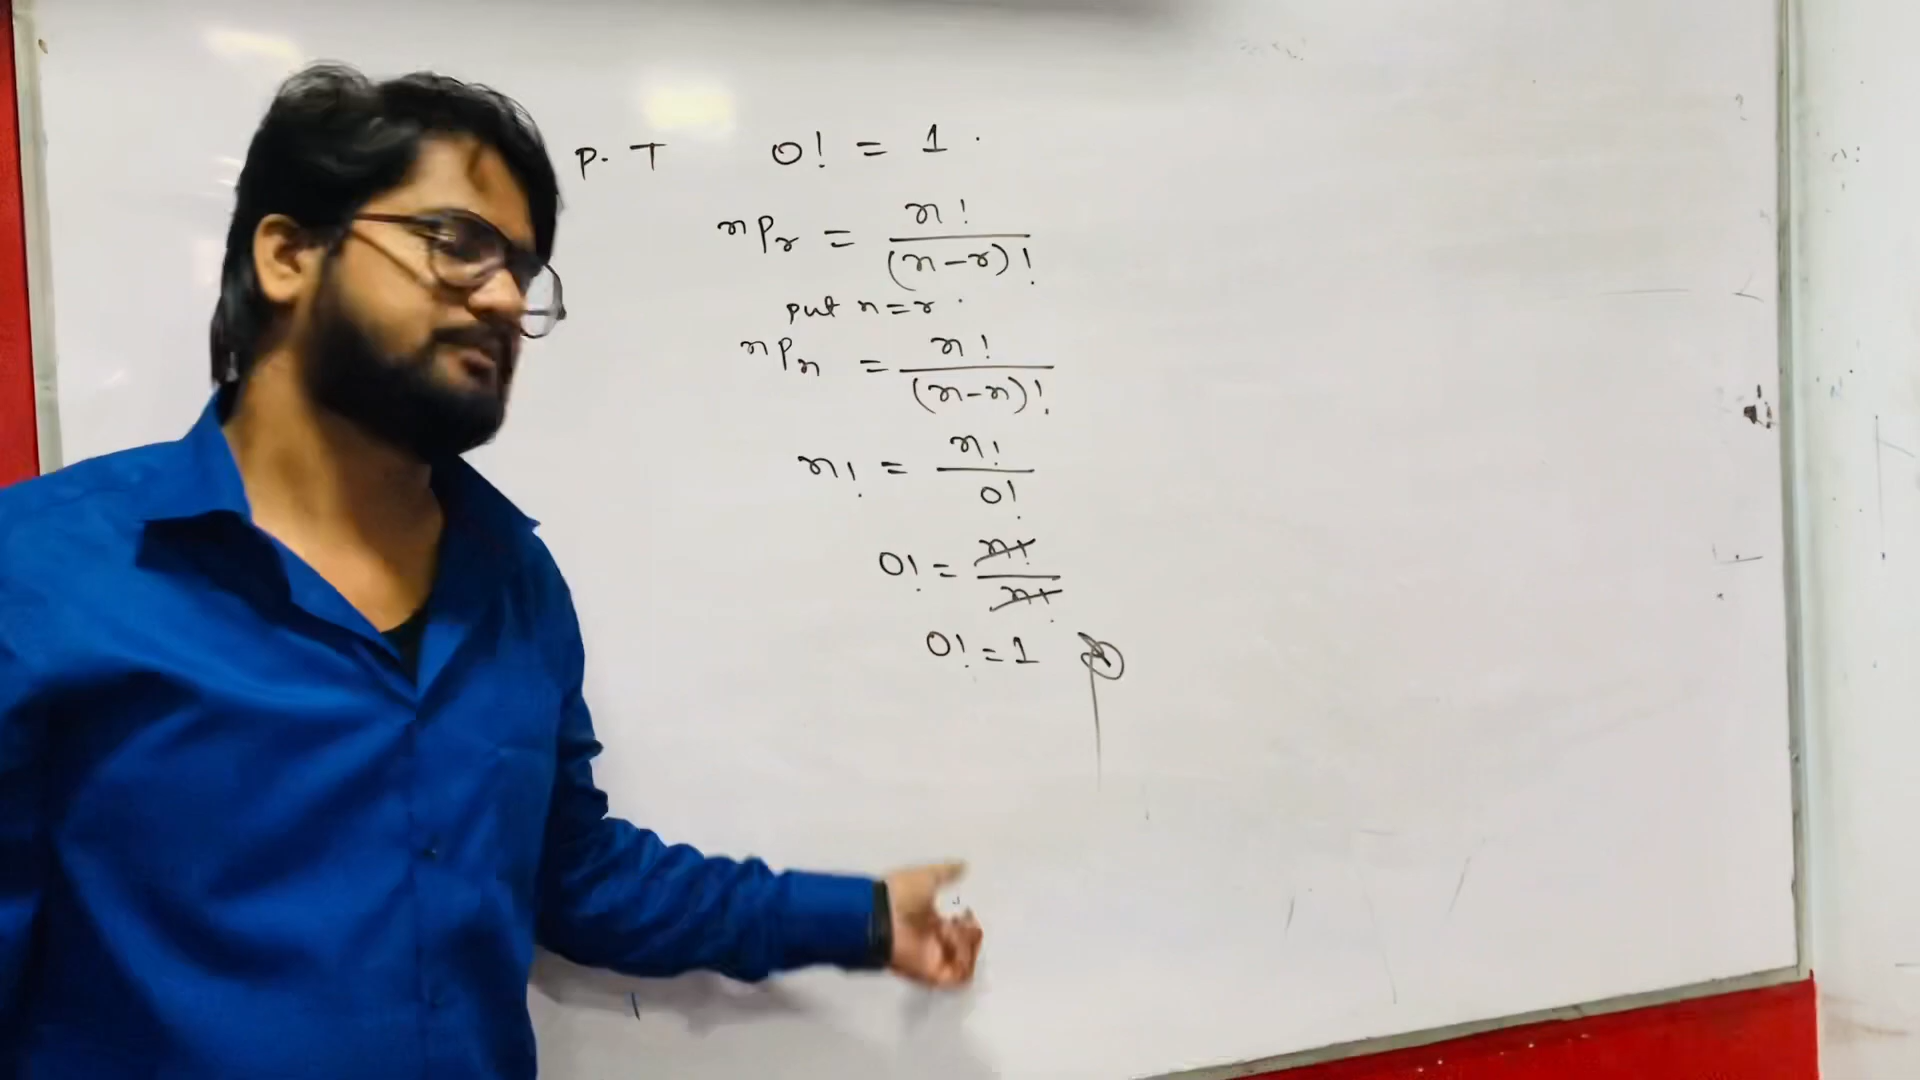 P. T 0! = 1.
nPr = n! / (n-r)!
put n=r.
nPn = n! / (n-n)!
n! = n! / 0!
0! = n! / n!
0! = 1